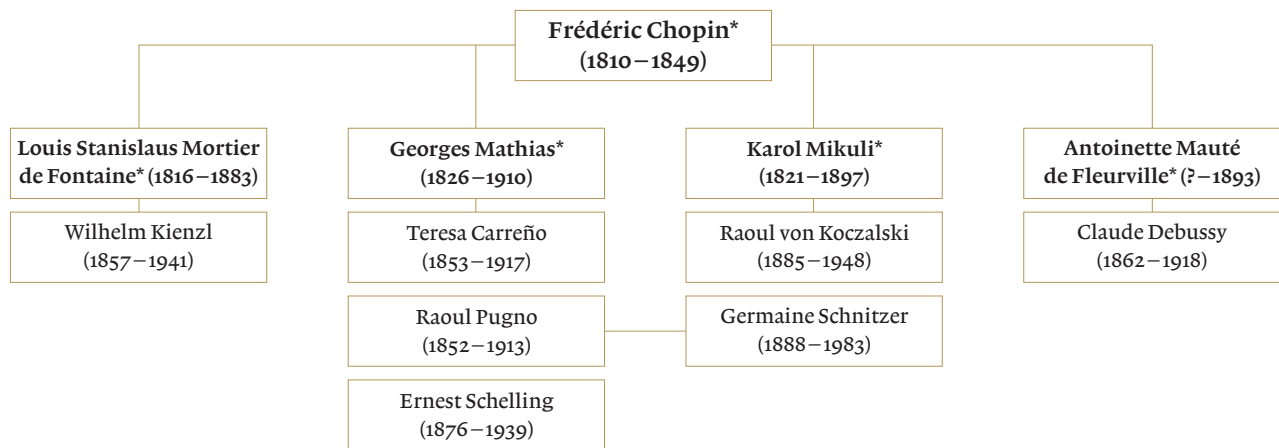 Frédéric Chopin*
(1810–1849)
Louis Stanislaus Mortier
de Fontaine* (1816–1883)
Georges Mathias*
(1826–1910)
Karol Mikuli*
(1821–1897)
Antoinette Mauté
de Fleurville* (?–1893)
Wilhelm Kienzl
(1857–1941)
Teresa Carreño
(1853–1917)
Raoul von Koczalski
(1885–1948)
Claude Debussy
(1862–1918)
Raoul Pugno
(1852–1913)
Germaine Schnitzer
(1888–1983)
Ernest Schelling
(1876–1939)